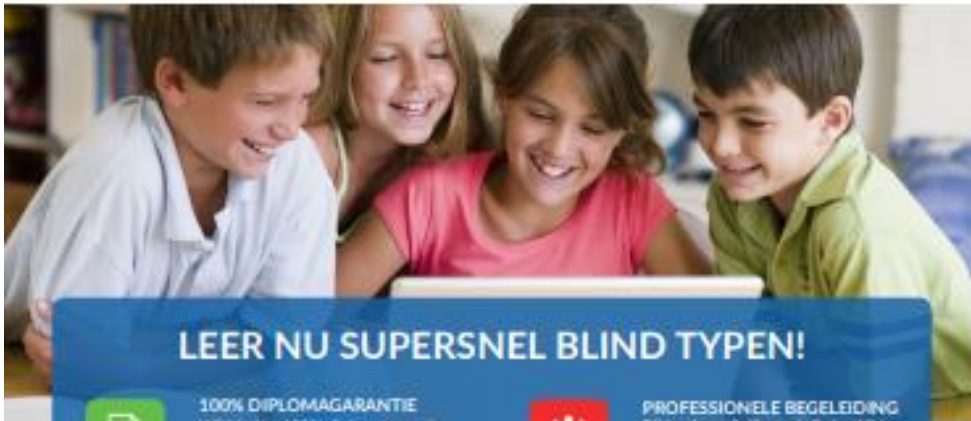 LEER NU SUPERSNEL BLIND TYPEN!
100% DIPLOMAGARANTIE
PROFESSIONELE BEGELEIDING